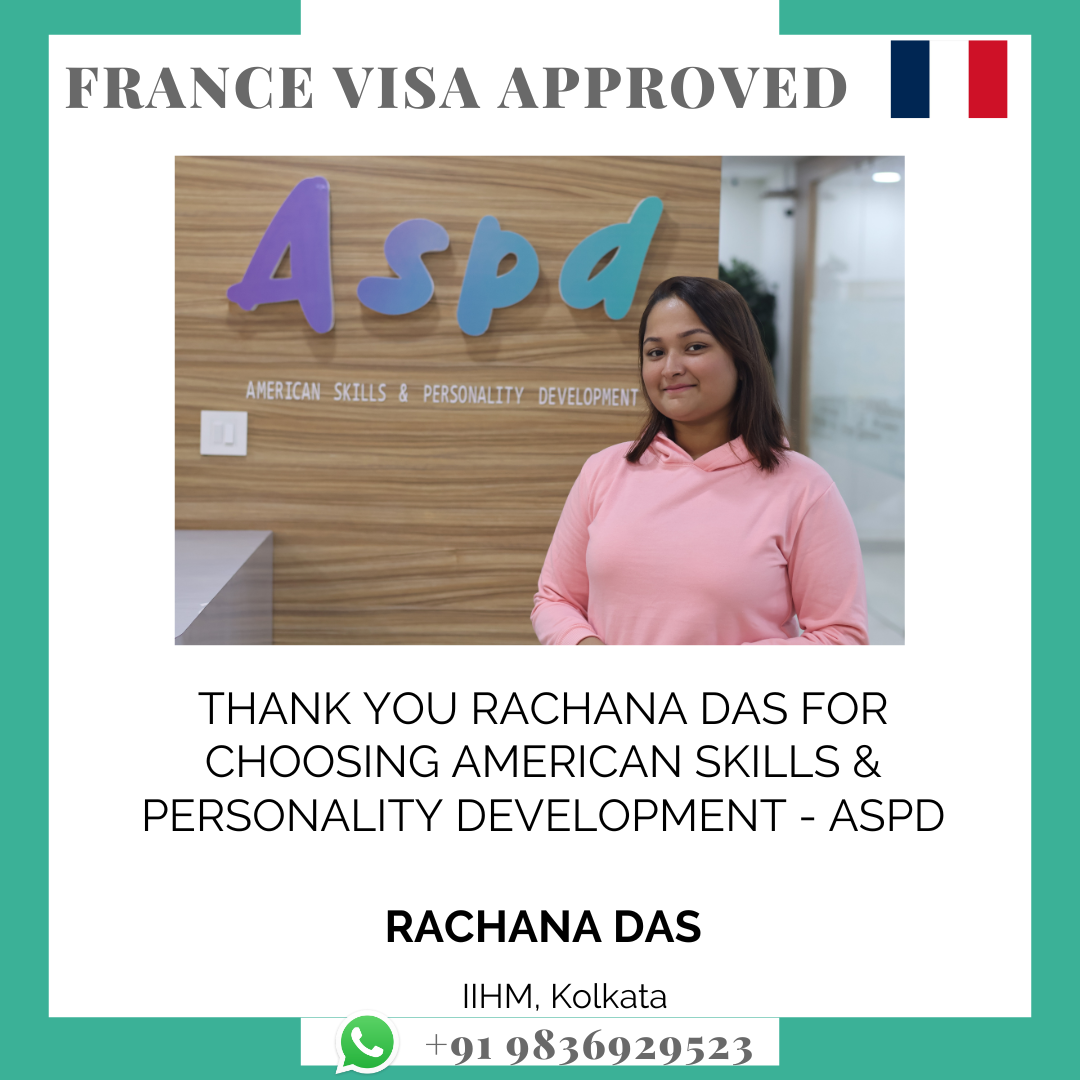 FRANCE VISA APPROVED
Aspd
AMERICAN SKILLS & PERSONALITY DEVELOPMENT
THANK YOU RACHANA DAS FOR
CHOOSING AMERICAN SKILLS &
PERSONALITY DEVELOPMENT - ASPD
RACHANA DAS
IIHM, Kolkata
+91 9836929523